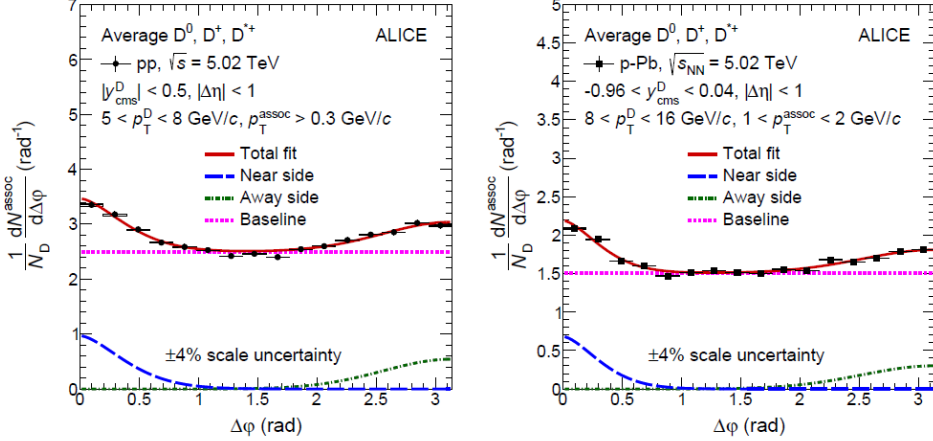 Average D⁰, D⁺, D*⁺ ALICE
pp, √s = 5.02 TeV
|y^D_cms| < 0.5, |Δη| < 1
5 < p_T^D < 8 GeV/c, p_T^assoc > 0.3 GeV/c
Total fit
Near side
Away side
Baseline
±4% scale uncertainty
1/N_D dN^assoc/dΔφ (rad⁻¹)
7
6
5
4
3
2
1
0
0 0.5 1 1.5 2 2.5 3
Δφ (rad)
Average D⁰, D⁺, D*⁺ ALICE
p-Pb, √s_NN = 5.02 TeV
-0.96 < y^D_cms < 0.04, |Δη| < 1
8 < p_T^D < 16 GeV/c, 1 < p_T^assoc < 2 GeV/c
Total fit
Near side
Away side
Baseline
±4% scale uncertainty
1/N_D dN^assoc/dΔφ (rad⁻¹)
5
4.5
4
3.5
3
2.5
2
1.5
1
0.5
0
0 0.5 1 1.5 2 2.5 3
Δφ (rad)